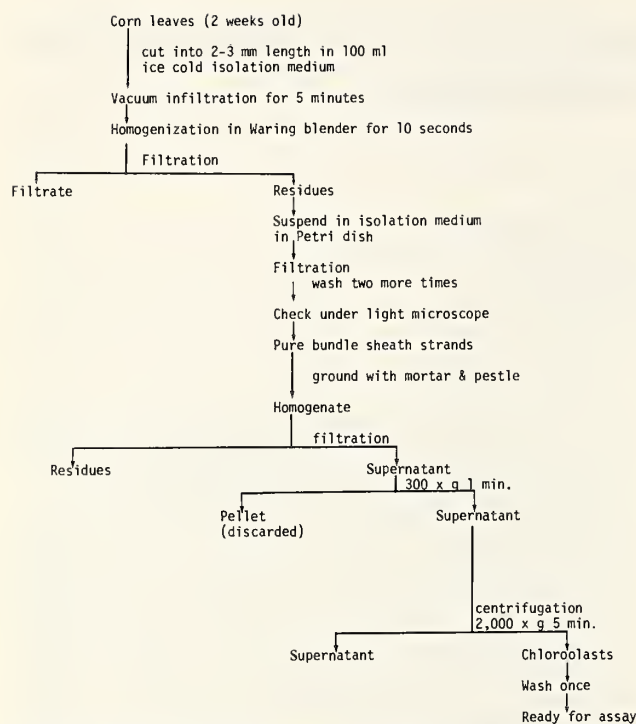 Corn leaves (2 weeks old)
cut into 2-3 mm length in 100 ml
ice cold isolation medium
Vacuum infiltration for 5 minutes
Homogenization in Waring blender for 10 seconds
Filtration
Filtrate
Residues
Suspend in isolation medium
in Petri dish
Filtration
wash two more times
Check under light microscope
Pure bundle sheath strands
ground with mortar & pestle
Homogenate
filtration
Residues
Supernatant
300 x g 1 min.
Pellet
(discarded)
Supernatant
centrifugation
2,000 x g 5 min.
Supernatant
Chloroolasts
Wash once
Ready for assay